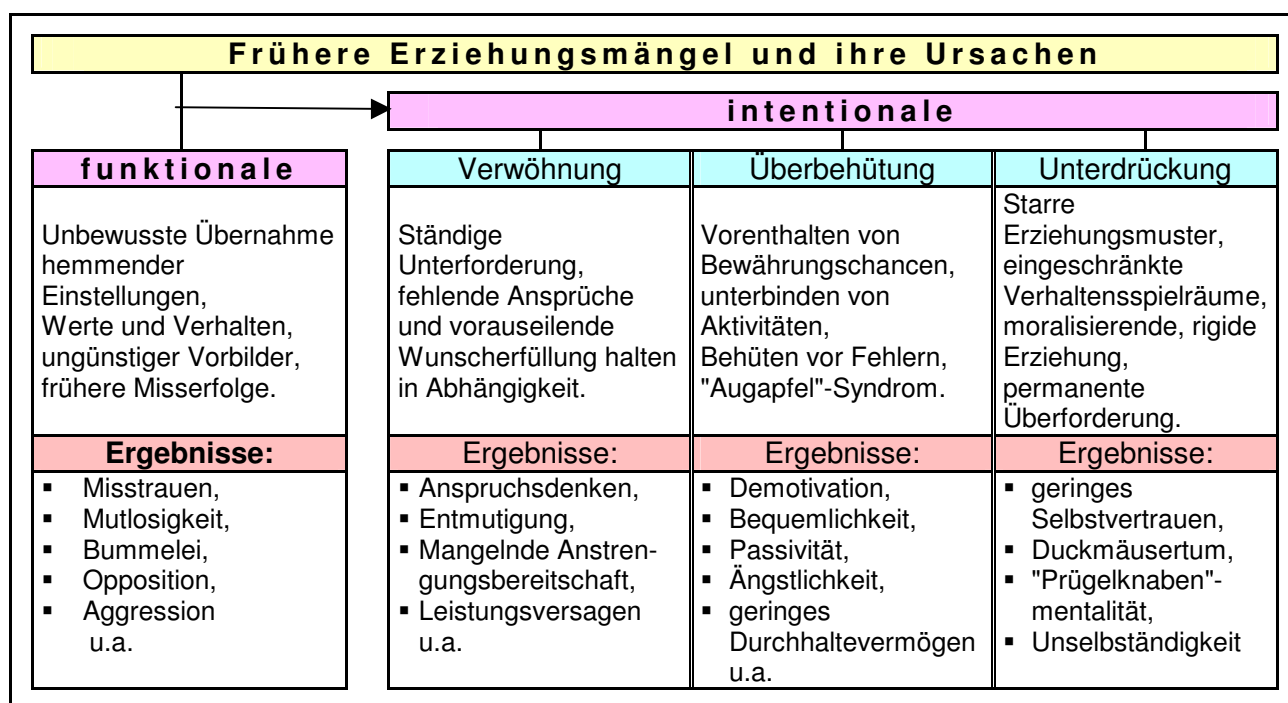 Frühere Erziehungsmängel und ihre Ursachen
intentionale
funktionale
Unbewusste Übernahme
hemmender
Einstellungen,
Werte und Verhalten,
ungünstiger Vorbilder,
frühere Misserfolge.
Ergebnisse:
▪ Misstrauen,
▪ Mutlosigkeit,
▪ Bummelei,
▪ Opposition,
▪ Aggression
u.a.
Verwöhnung
Ständige
Unterforderung,
fehlende Ansprüche
und vorauseilende
Wunscherfüllung halten
in Abhängigkeit.
Ergebnisse:
▪ Anspruchsdenken,
▪ Entmutigung,
▪ Mangelnde Anstren-
gungsbereitschaft,
▪ Leistungsversagen
u.a.
Überbehütung
Vorenthalten von
Bewährungschancen,
unterbinden von
Aktivitäten,
Behüten vor Fehlern,
"Augapfel"-Syndrom.
Ergebnisse:
▪ Demotivation,
▪ Bequemlichkeit,
▪ Passivität,
▪ Ängstlichkeit,
▪ geringes
Durchhaltevermögen
u.a.
Unterdrückung
Starre
Erziehungsmuster,
eingeschränkte
Verhaltensspielräume,
moralisierende, rigide
Erziehung,
permanente
Überforderung.
Ergebnisse:
▪ geringes
Selbstvertrauen,
▪ Duckmäusertum,
▪ "Prügelknaben"-
mentalität,
▪ Unselbständigkeit